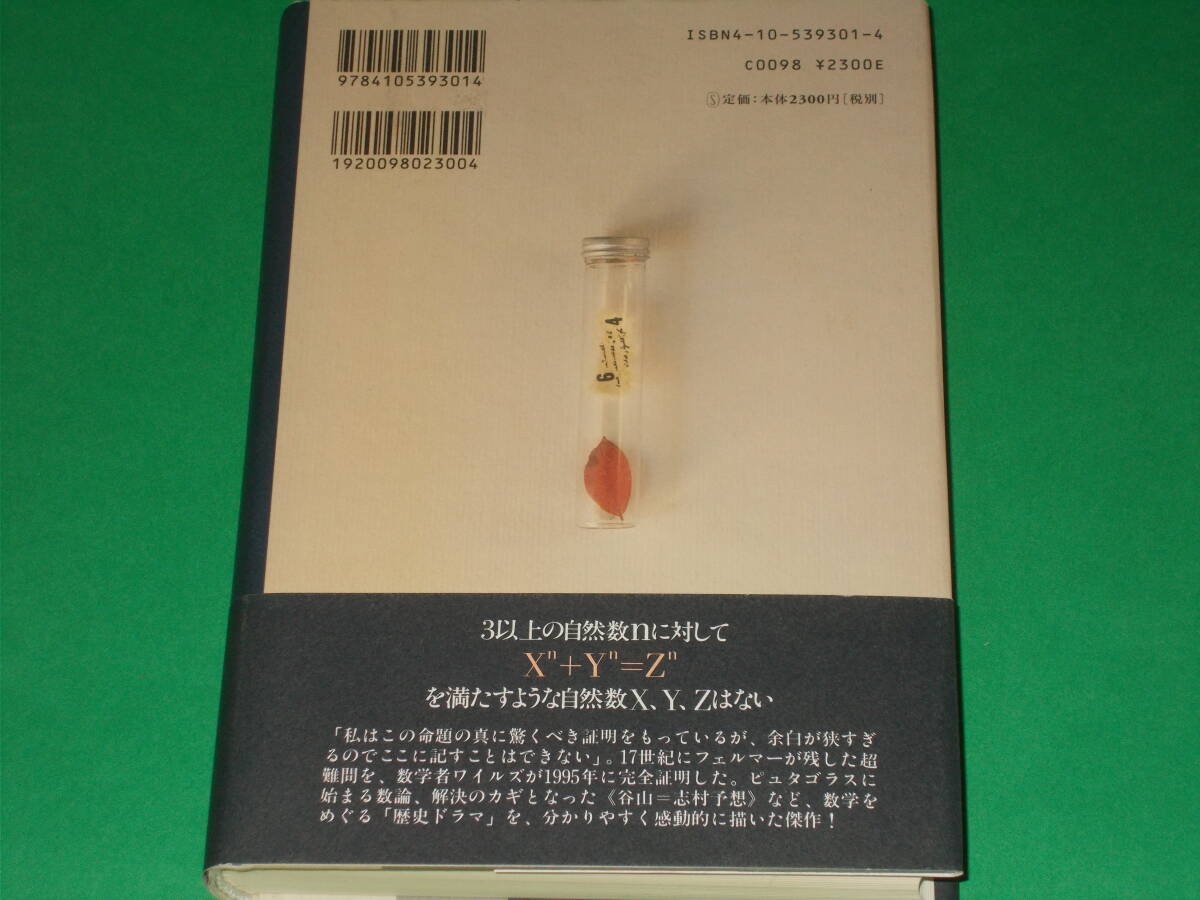 ISBN4-10-539301-4
9784105393014
C0098 ¥2300E
Ⓢ定価：本体2300円［税別］
1920098023004
4
6
3以上の自然数nに対して
Xⁿ+Yⁿ=Zⁿ
を満たすような自然数X、Y、Zはない
「私はこの命題の真に驚くべき証明をもっているが、余白が狭すぎ
るのでここに記すことはできない」。17世紀にフェルマーが残した超
難問を、数学者ワイルズが1995年に完全証明した。ピュタゴラスに
始まる数論、解決のカギとなった《谷山＝志村予想》など、数学を
めぐる「歴史ドラマ」を、分かりやすく感動的に描いた傑作！